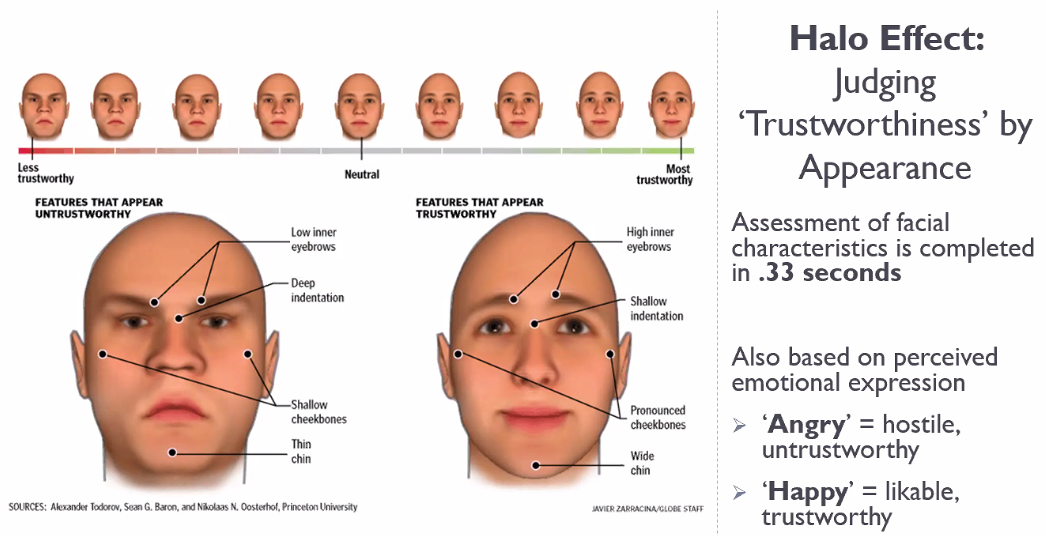 Halo Effect:
Judging
‘Trustworthiness’ by
Appearance
Less
trustworthy
Neutral
Most
trustworthy
FEATURES THAT APPEAR
UNTRUSTWORTHY
Low inner
eyebrows
Deep
indentation
Shallow
cheekbones
Thin
chin
FEATURES THAT APPEAR
TRUSTWORTHY
High inner
eyebrows
Shallow
indentation
Pronounced
cheekbones
Wide
chin
SOURCES: Alexander Todorov, Sean G. Baron, and Nikolaas N. Oosterhof, Princeton University
JAVIER ZARRACINA/GLOBE STAFF
Assessment of facial
characteristics is completed
in .33 seconds
Also based on perceived
emotional expression
‘Angry’ = hostile,
untrustworthy
‘Happy’ = likable,
trustworthy